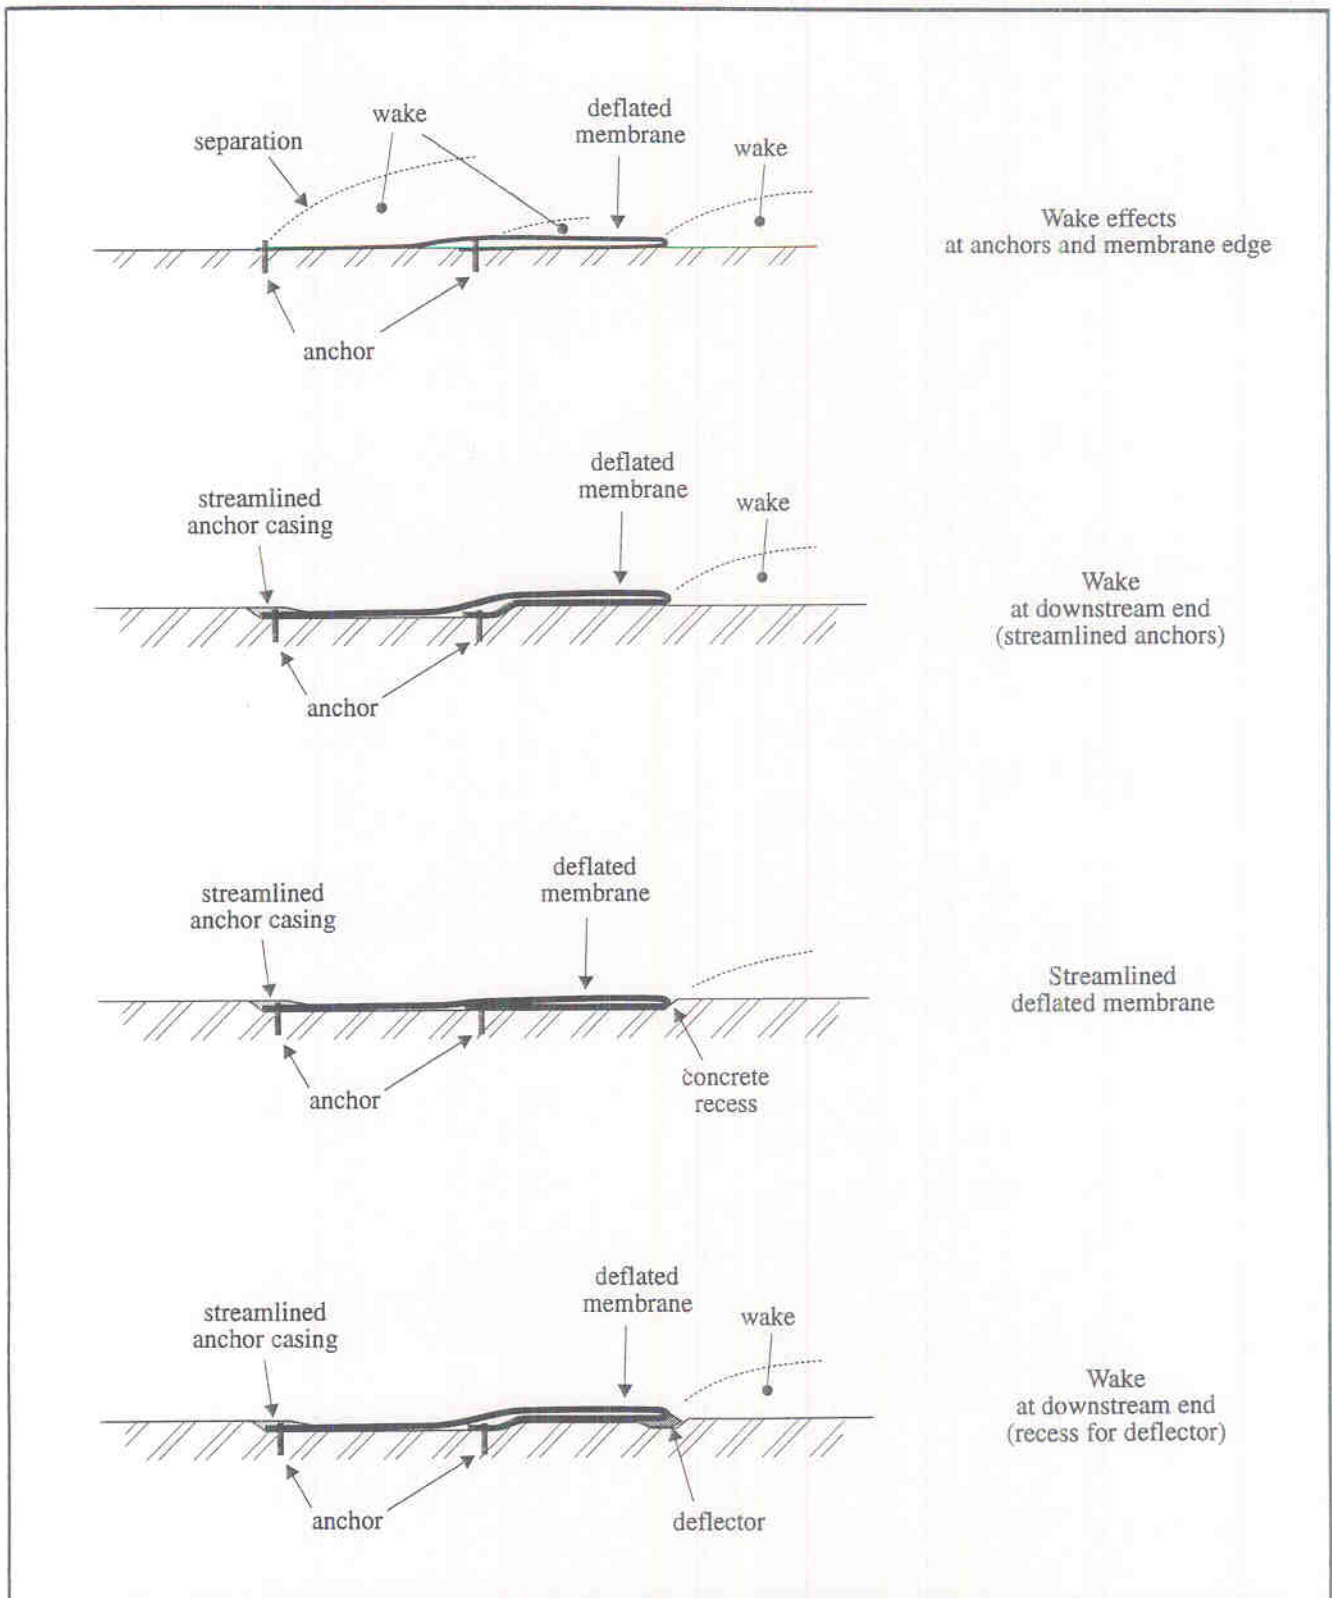 wake
deflated
membrane
separation
wake
Wake effects
at anchors and membrane edge
anchor
deflated
membrane
streamlined
anchor casing
wake
Wake
at downstream end
(streamlined anchors)
anchor
deflated
membrane
streamlined
anchor casing
Streamlined
deflated membrane
concrete
recess
anchor
deflated
membrane
streamlined
anchor casing
wake
Wake
at downstream end
(recess for deflector)
anchor
deflector